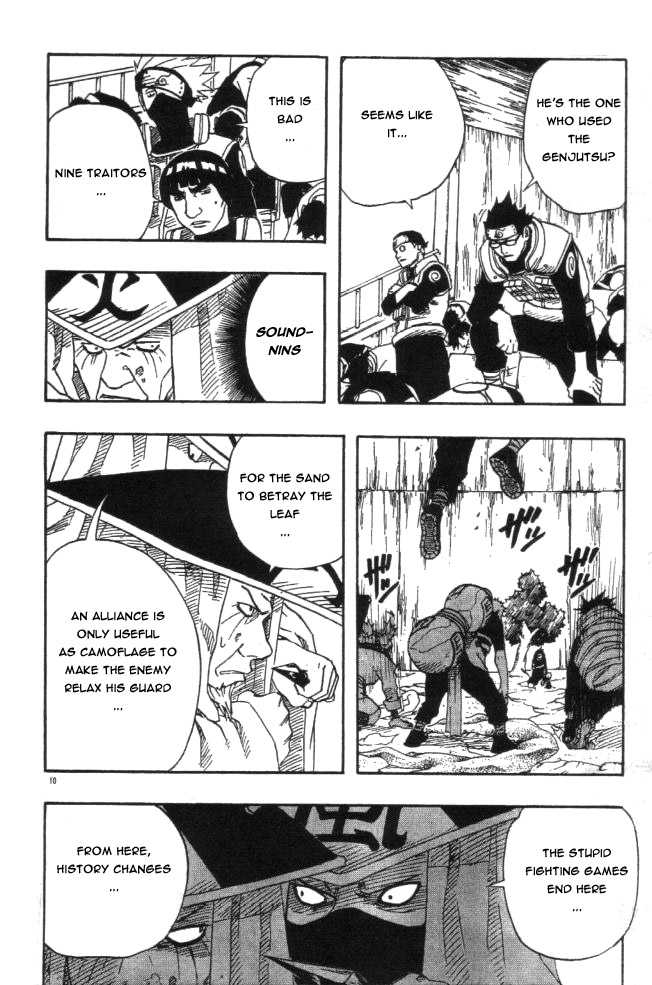 HE'S THE ONE
WHO USED
THE
GENJUTSU?
SEEMS LIKE
IT...
THIS IS
BAD
...
NINE TRAITORS
...
SOUND-
NINS
FOR THE SAND
TO BETRAY THE
LEAF
...
AN ALLIANCE IS
ONLY USEFUL
AS CAMOFLAGE TO
MAKE THE ENEMY
RELAX HIS GUARD
...
10
THE STUPID
FIGHTING GAMES
END HERE
...
FROM HERE,
HISTORY CHANGES
...